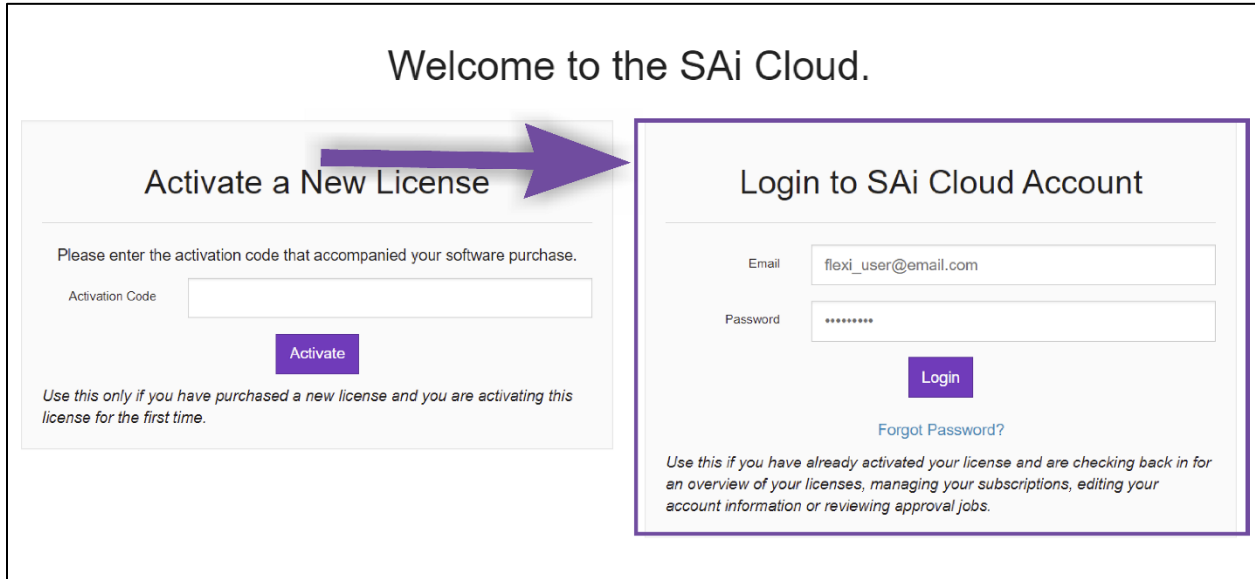 Welcome to the SAi Cloud.
Activate a New License
Please enter the activation code that accompanied your software purchase.
Activation Code
Activate
Use this only if you have purchased a new license and you are activating this
license for the first time.
Login to SAi Cloud Account
Email
flexi_user@email.com
Password
•••••••••
Login
Forgot Password?
Use this if you have already activated your license and are checking back in for
an overview of your licenses, managing your subscriptions, editing your
account information or reviewing approval jobs.